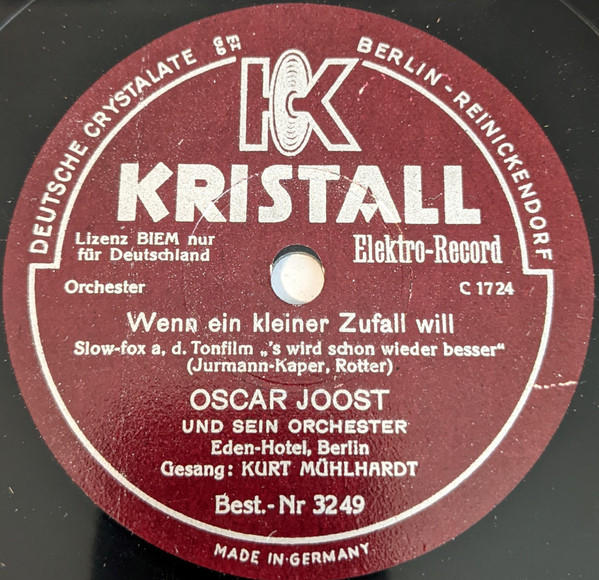 DEUTSCHE CRYSTALATE GES. BERLIN-REINICKENDORF
K
KRISTALL
Lizenz BIEM nur
für Deutschland
Elektro-Record
Orchester
C 1724
Wenn ein kleiner Zufall will
Slow-fox a. d. Tonfilm „'s wird schon wieder besser“
(Jurmann-Kaper, Rotter)
OSCAR JOOST
UND SEIN ORCHESTER
Eden-Hotel, Berlin
Gesang: KURT MÜHLHARDT
Best.-Nr 3249
MADE IN GERMANY